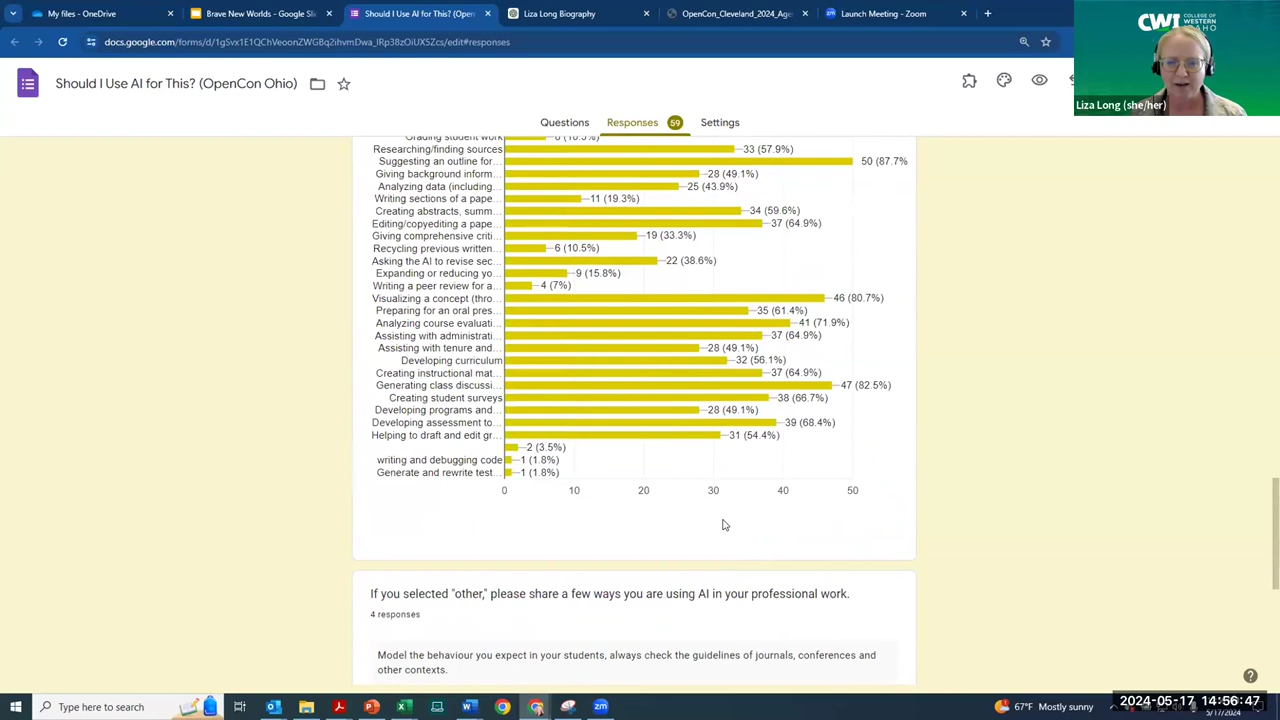 My files - OneDrive
Brave New Worlds - Google Sl
Should I Use AI for This? (Open
Liza Long Biography
OpenCon_Cleveland_2024_Age
Launch Meeting - Zoom
docs.google.com/forms/d/1gSvx1E1QChVeoonZWGBq2ihvmDwa_lRp38zOiUX5Zcs/edit#responses
CWI COLLEGE OF WESTERN IDAHO
Liza Long (she/her)
Should I Use AI for This? (OpenCon Ohio)
Questions Responses 59 Settings
Grading student work 6 (10.5%)
Researching/finding sources 33 (57.9%)
Suggesting an outline for... 50 (87.7%
Giving background inform... 28 (49.1%)
Analyzing data (including... 25 (43.9%)
Writing sections of a pape... 11 (19.3%)
Creating abstracts, summ... 34 (59.6%)
Editing/copyediting a pape... 37 (64.9%)
Giving comprehensive criti... 19 (33.3%)
Recycling previous written... 6 (10.5%)
Asking the AI to revise sec... 22 (38.6%)
Expanding or reducing yo... 9 (15.8%)
Writing a peer review for a... 4 (7%)
Visualizing a concept (thro... 46 (80.7%)
Preparing for an oral pres... 35 (61.4%)
Analyzing course evaluati... 41 (71.9%)
Assisting with administrati... 37 (64.9%)
Assisting with tenure and... 28 (49.1%)
Developing curriculum 32 (56.1%)
Creating instructional mat... 37 (64.9%)
Generating class discussi... 47 (82.5%)
Creating student surveys 38 (66.7%)
Developing programs and... 28 (49.1%)
Developing assessment to... 39 (68.4%)
Helping to draft and edit gr... 31 (54.4%)
2 (3.5%)
writing and debugging code 1 (1.8%)
Generate and rewrite test... 1 (1.8%)
0 10 20 30 40 50
If you selected "other," please share a few ways you are using AI in your professional work.
4 responses
Model the behaviour you expect in your students, always check the guidelines of journals, conferences and
other contexts.
Type here to search
67°F Mostly sunny
2024-05-17 14:56:47
5/17/2024